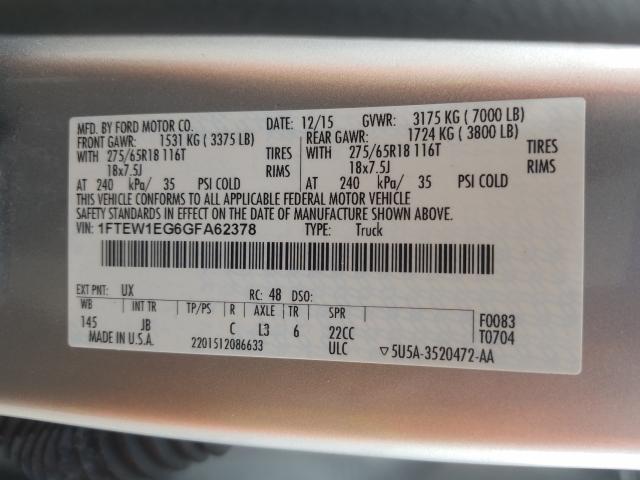 MFD. BY FORD MOTOR CO. DATE: 12/15 GVWR: 3175 KG ( 7000 LB)
FRONT GAWR: 1531 KG ( 3375 LB) REAR GAWR: 1724 KG ( 3800 LB)
WITH 275/65R18 116T TIRES WITH 275/65R18 116T TIRES
18x7.5J RIMS 18x7.5J RIMS
AT 240 kPa/ 35 PSI COLD AT 240 kPa/ 35 PSI COLD
THIS VEHICLE CONFORMS TO ALL APPLICABLE FEDERAL MOTOR VEHICLE
SAFETY STANDARDS IN EFFECT ON THE DATE OF MANUFACTURE SHOWN ABOVE.
VIN: 1FTEW1EG6GFA62378 TYPE: Truck
EXT PNT: UX RC: 48 DSO:
WB INT TR TP/PS R AXLE TR SPR F0083
145 JB C L3 6 22CC T0704
MADE IN U.S.A. 2201512086633 ULC ▽5U5A-3520472-AA